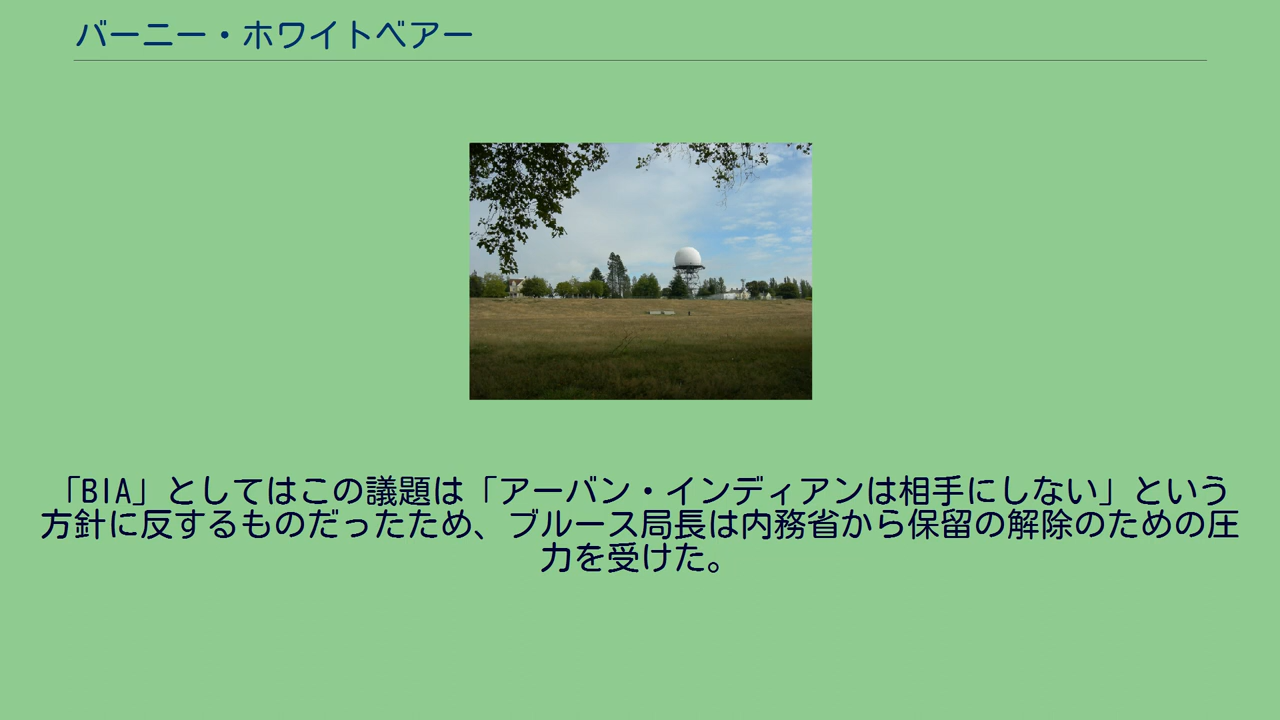 バーニー・ホワイトベアー
「BIA」としてはこの議題は「アーバン・インディアンは相手にしない」という
方針に反するものだったため、ブルース局長は内務省から保留の解除のための圧
力を受けた。